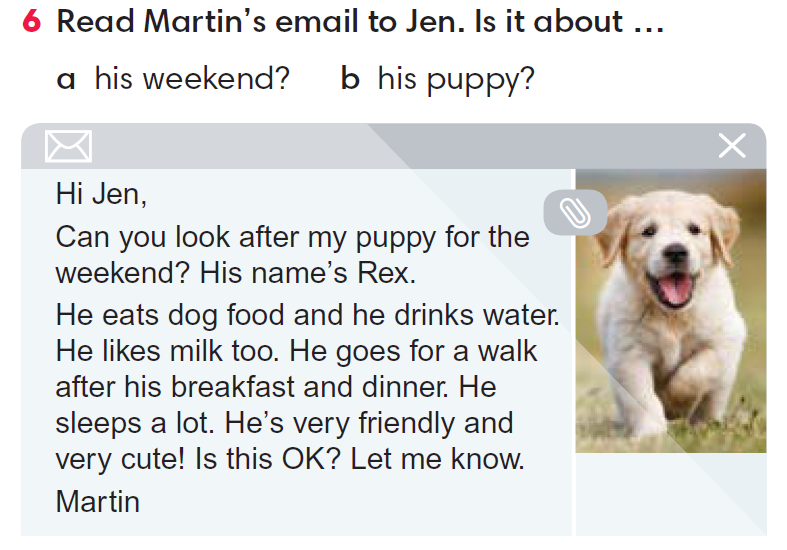 6 Read Martin's email to Jen. Is it about ...
a his weekend? b his puppy?
Hi Jen,
Can you look after my puppy for the
weekend? His name's Rex.
He eats dog food and he drinks water.
He likes milk too. He goes for a walk
after his breakfast and dinner. He
sleeps a lot. He's very friendly and
very cute! Is this OK? Let me know.
Martin